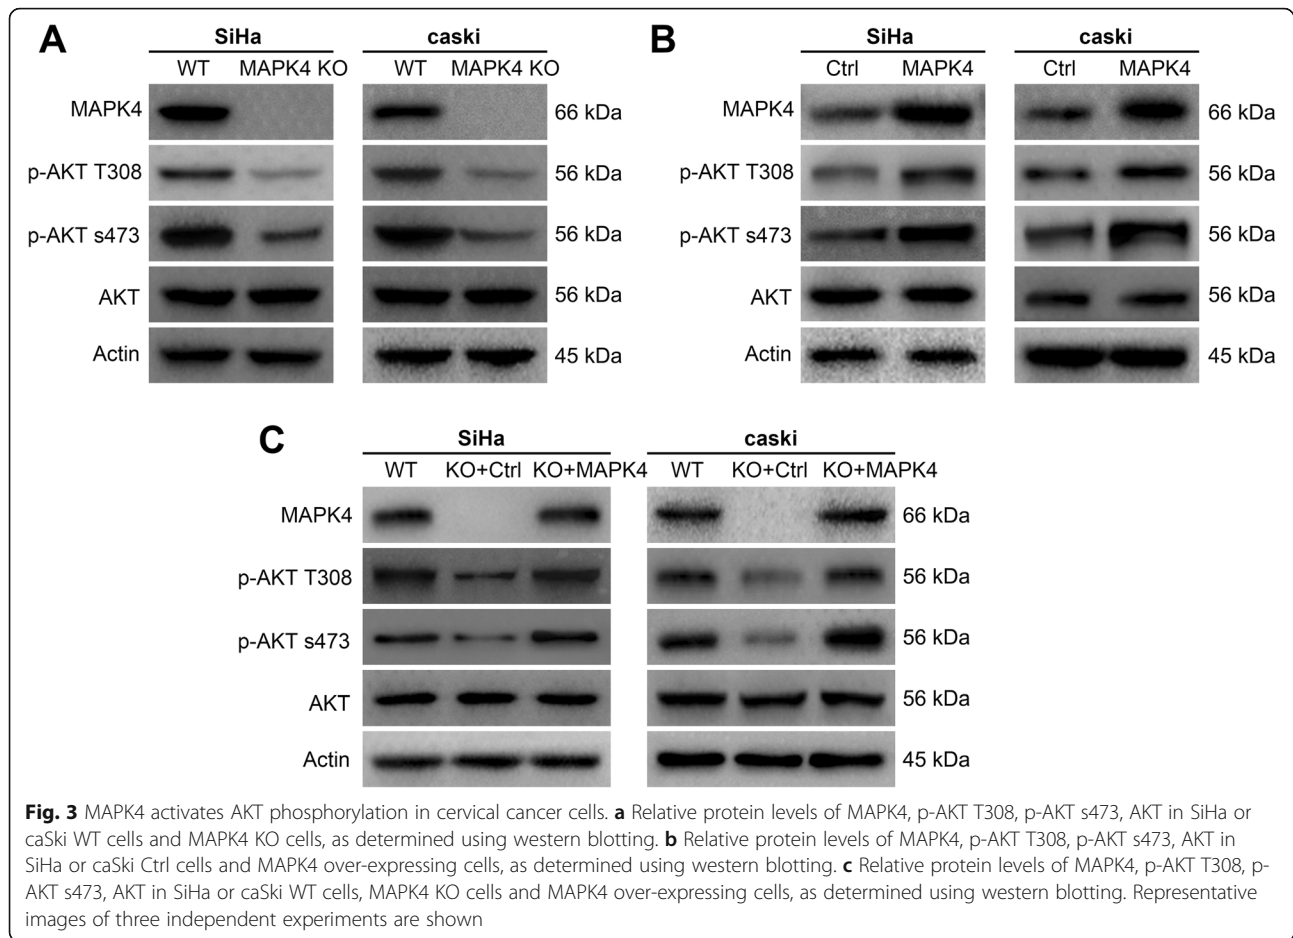 A
SiHa
caski
WT MAPK4 KO
WT MAPK4 KO
MAPK4
66 kDa
p-AKT T308
56 kDa
p-AKT s473
56 kDa
AKT
56 kDa
Actin
45 kDa
B
SiHa
caski
Ctrl MAPK4
Ctrl MAPK4
MAPK4
66 kDa
p-AKT T308
56 kDa
p-AKT s473
56 kDa
AKT
56 kDa
Actin
45 kDa
C
SiHa
caski
WT KO+Ctrl KO+MAPK4
WT KO+Ctrl KO+MAPK4
MAPK4
66 kDa
p-AKT T308
56 kDa
p-AKT s473
56 kDa
AKT
56 kDa
Actin
45 kDa
Fig. 3 MAPK4 activates AKT phosphorylation in cervical cancer cells. a Relative protein levels of MAPK4, p-AKT T308, p-AKT s473, AKT in SiHa or
caSki WT cells and MAPK4 KO cells, as determined using western blotting. b Relative protein levels of MAPK4, p-AKT T308, p-AKT s473, AKT in
SiHa or caSki Ctrl cells and MAPK4 over-expressing cells, as determined using western blotting. c Relative protein levels of MAPK4, p-AKT T308, p-
AKT s473, AKT in SiHa or caSki WT cells, MAPK4 KO cells and MAPK4 over-expressing cells, as determined using western blotting. Representative
images of three independent experiments are shown